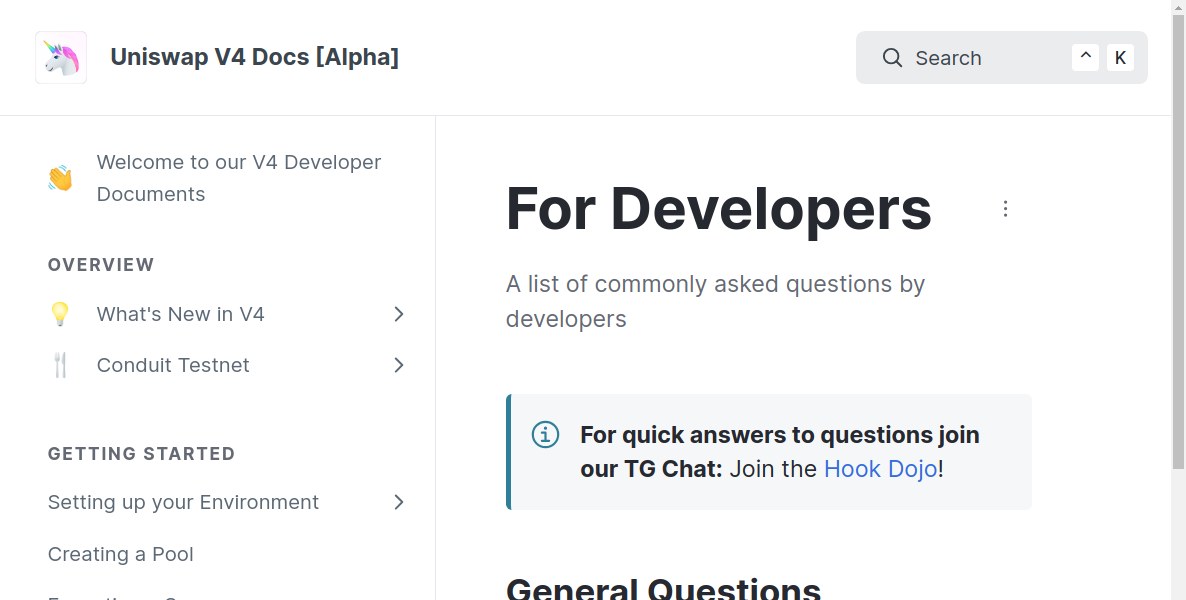 Uniswap V4 Docs [Alpha]
Search
^
K
Welcome to our V4 Developer
Documents
OVERVIEW
What's New in V4
Conduit Testnet
GETTING STARTED
Setting up your Environment
Creating a Pool
For Developers
A list of commonly asked questions by
developers
For quick answers to questions join
our TG Chat: Join the Hook Dojo!
General Questions